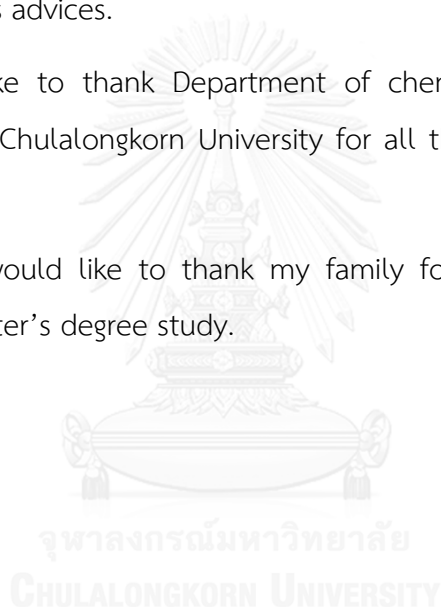 s advices.
ke to thank Department of cher
Chulalongkorn University for all t
would like to thank my family fo
ter's degree study.
จุฬาลงกรณ์มหาวิทยาลัย
CHULALONGKORN UNIVERSITY